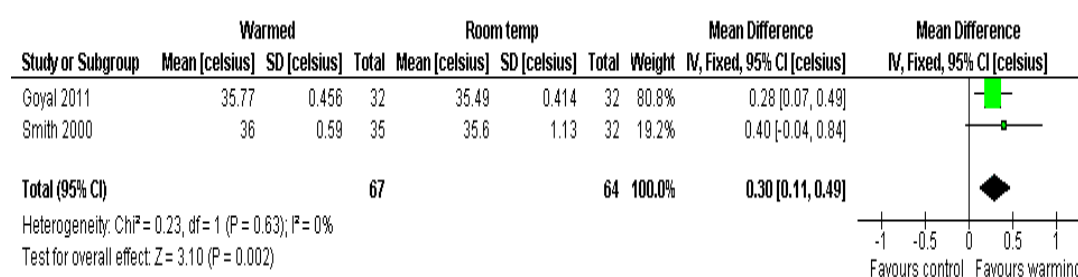 Warmed Room temp Mean Difference Mean Difference
Study or Subgroup Mean [celsius] SD [celsius] Total Mean [celsius] SD [celsius] Total Weight IV, Fixed, 95% CI [celsius] IV, Fixed, 95% CI [celsius]
Goyal 2011 35.77 0.456 32 35.49 0.414 32 80.8% 0.28 [0.07, 0.49]
Smith 2000 36 0.59 35 35.6 1.13 32 19.2% 0.40 [-0.04, 0.84]
Total (95% CI) 67 64 100.0% 0.30 [0.11, 0.49]
Heterogeneity: Chi² = 0.23, df = 1 (P = 0.63); I² = 0%
Test for overall effect: Z = 3.10 (P = 0.002)
-1 -0.5 0 0.5 1
Favours control Favours warming